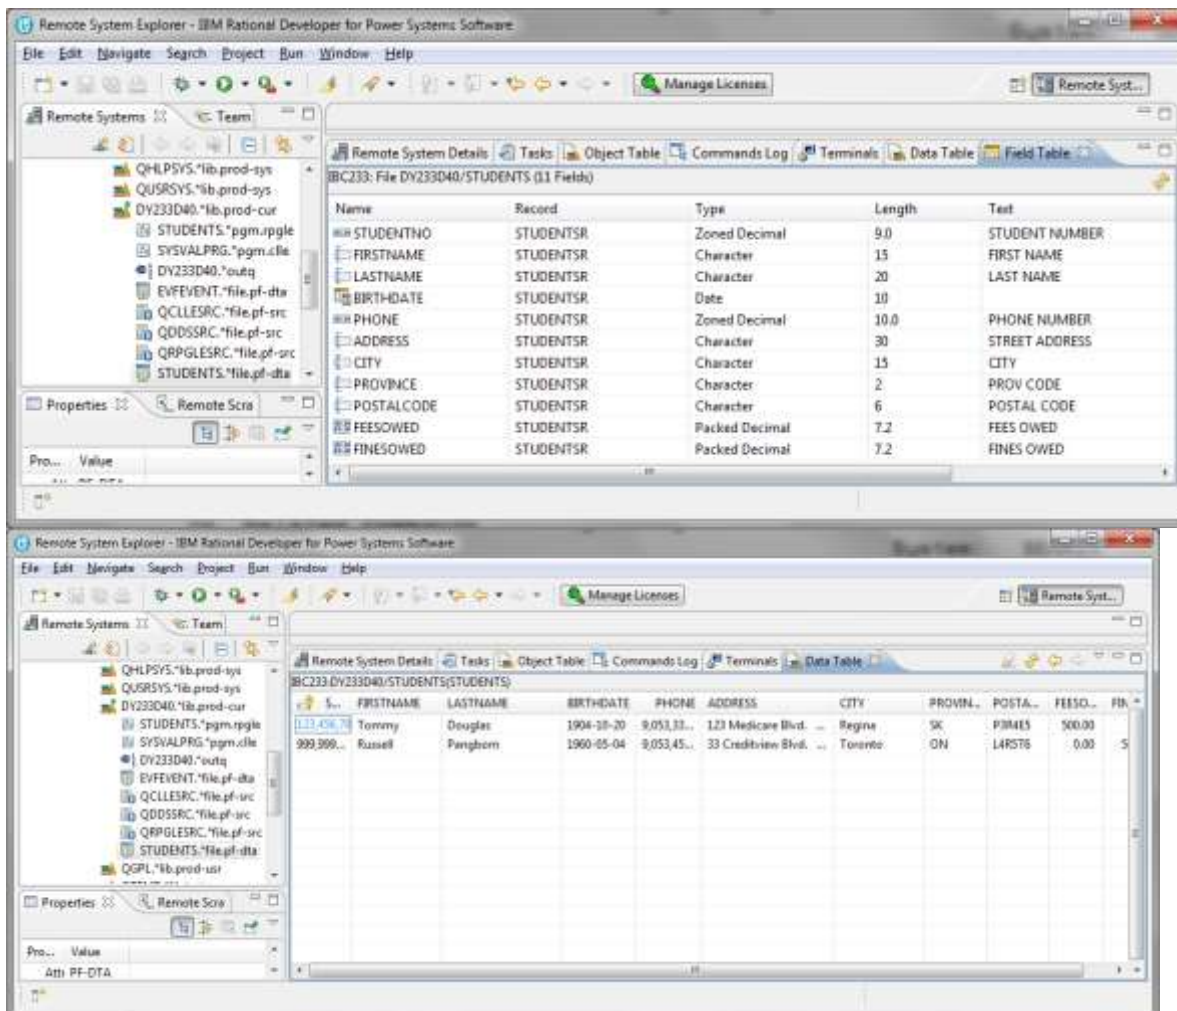 Remote System Explorer - IBM Rational Developer for Power Systems Software
File Edit Navigate Search Project Run Window Help
Manage Licenses Remote Syst...
Remote Systems Team
Remote System Details Tasks Object Table Commands Log Terminals Data Table Field Table
IBC233: File DY233D40/STUDENTS (11 Fields)
QHLPSYS.*lib.prod-sys
QUSRSYS.*lib.prod-sys
DY233D40.*lib.prod-cur
STUDENTS.*pgm.rpgle
SYSVALPRG.*pgm.clle
DY233D40.*outq
EVFEVENT.*file.pf-dta
QCLLESRC.*file.pf-src
QDDSSRC.*file.pf-src
QRPGLESRC.*file.pf-src
STUDENTS.*file.pf-dta
Name Record Type Length Text
STUDENTNO STUDENTSR Zoned Decimal 9.0 STUDENT NUMBER
FIRSTNAME STUDENTSR Character 15 FIRST NAME
LASTNAME STUDENTSR Character 20 LAST NAME
BIRTHDATE STUDENTSR Date 10
PHONE STUDENTSR Zoned Decimal 10.0 PHONE NUMBER
ADDRESS STUDENTSR Character 30 STREET ADDRESS
CITY STUDENTSR Character 15 CITY
PROVINCE STUDENTSR Character 2 PROV CODE
POSTALCODE STUDENTSR Character 6 POSTAL CODE
FEESOWED STUDENTSR Packed Decimal 7.2 FEES OWED
FINESOWED STUDENTSR Packed Decimal 7.2 FINES OWED
Properties Remote Scra
Pro... Value
Remote System Explorer - IBM Rational Developer for Power Systems Software
File Edit Navigate Search Project Run Window Help
Manage Licenses Remote Syst...
Remote Systems Team
Remote System Details Tasks Object Table Commands Log Terminals Data Table
IBC233:DY233D40/STUDENTS(STUDENTS)
QHLPSYS.*lib.prod-sys
QUSRSYS.*lib.prod-sys
DY233D40.*lib.prod-cur
STUDENTS.*pgm.rpgle
SYSVALPRG.*pgm.clle
DY233D40.*outq
EVFEVENT.*file.pf-dta
QCLLESRC.*file.pf-src
QDDSSRC.*file.pf-src
QRPGLESRC.*file.pf-src
STUDENTS.*file.pf-dta
QGPL.*lib.prod-usr
S... FIRSTNAME LASTNAME BIRTHDATE PHONE ADDRESS CITY PROVIN... POSTA... FEESO... FIN
123,456,78 Tommy Douglas 1904-10-20 9,053,33... 123 Medicare Blvd. ... Regina SK P3R4E5 500.00
999,999... Russell Pangborn 1960-05-04 9,053,45... 33 Creditview Blvd. ... Toronto ON L4R5T6 0.00 5
Properties Remote Scra
Pro... Value
Attri PF-DTA